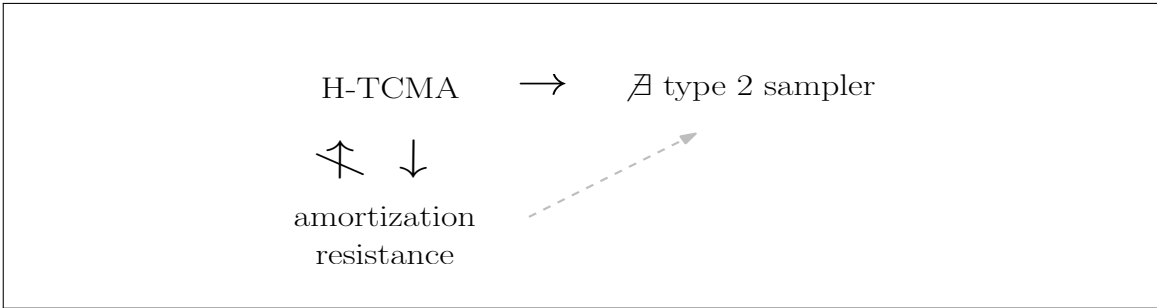 H-TCMA → ∄ type 2 sampler
amortization
resistance